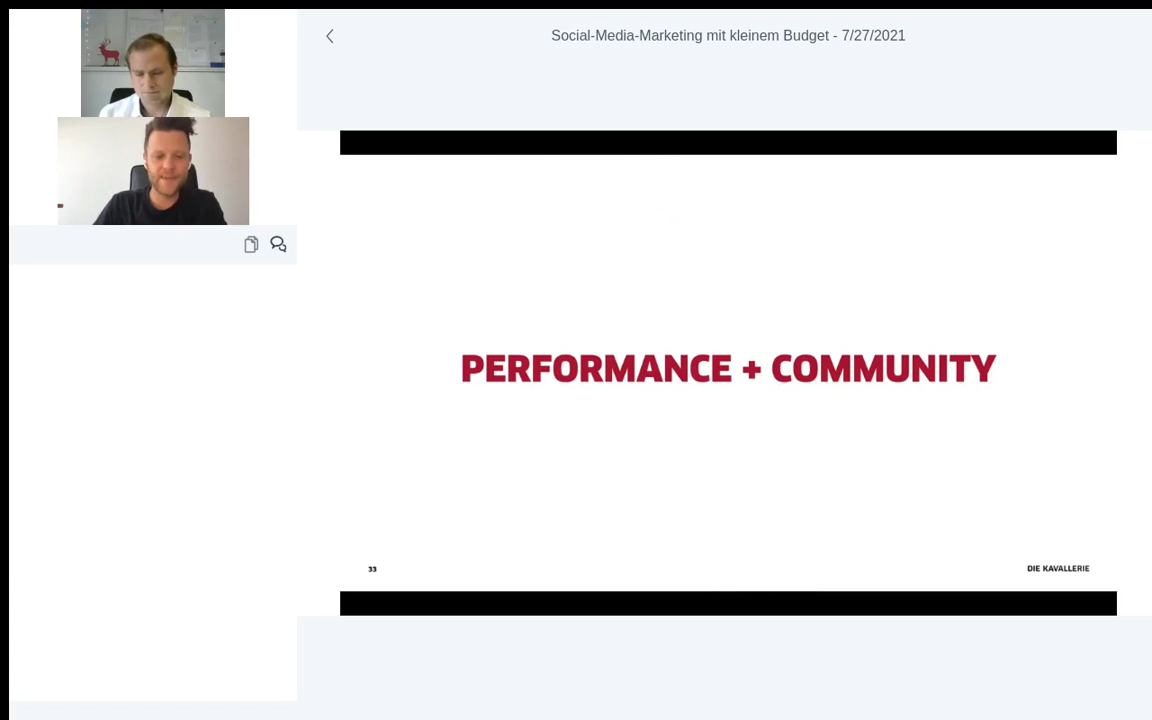 Social-Media-Marketing mit kleinem Budget - 7/27/2021
PERFORMANCE + COMMUNITY
33
DIE KAVALLERIE